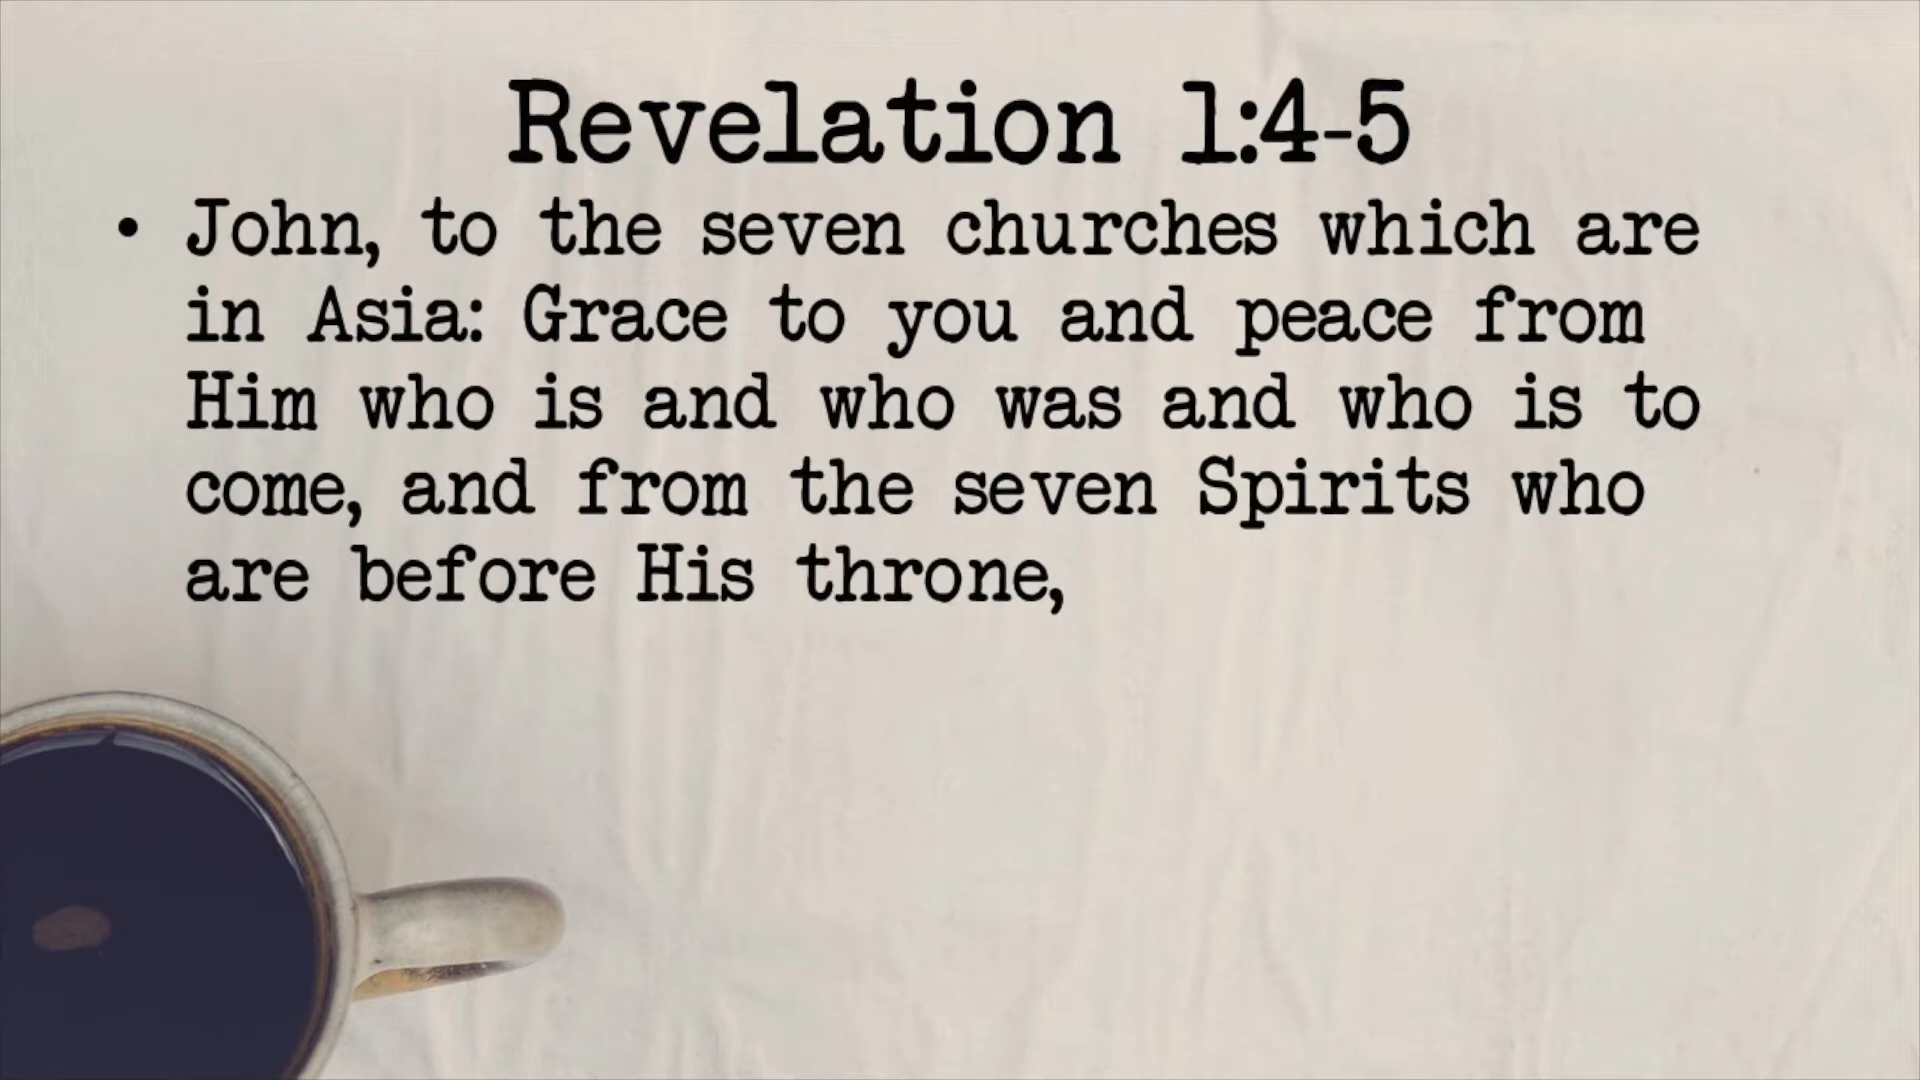 Revelation 1:4-5
• John, to the seven churches which are
in Asia: Grace to you and peace from
Him who is and who was and who is to
come, and from the seven Spirits who
are before His throne,